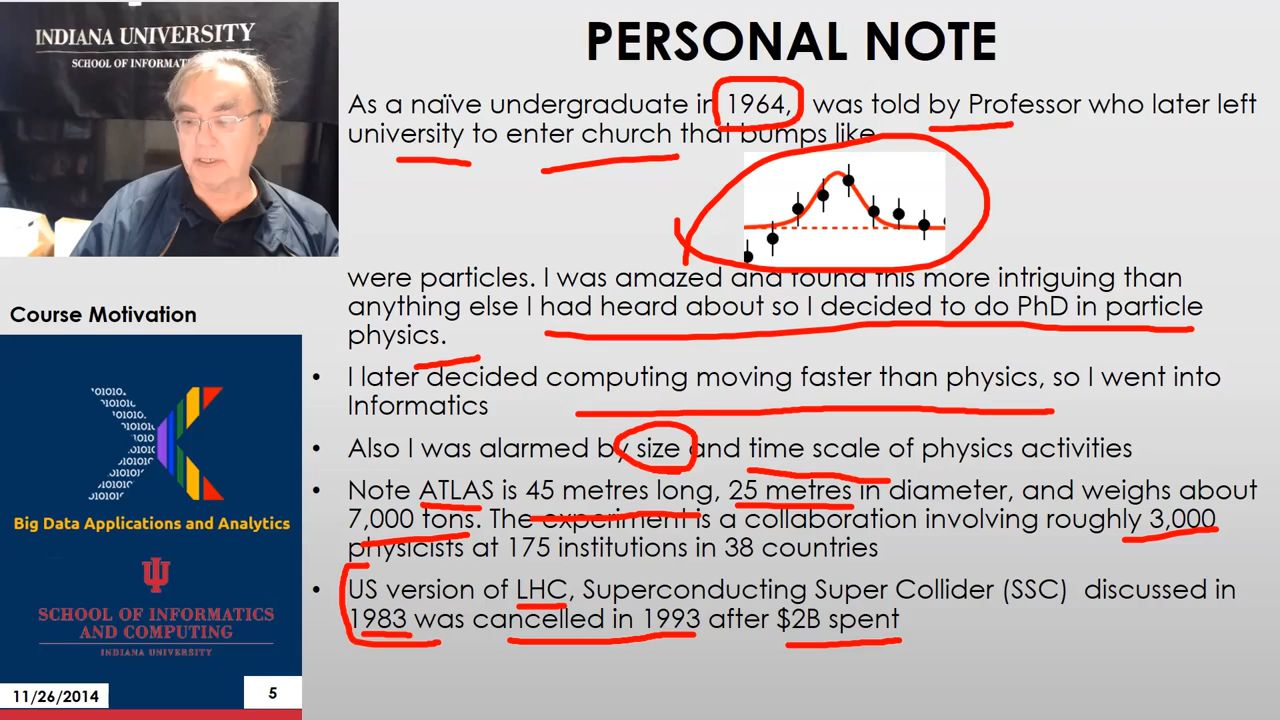 INDIANA UNIVERSITY
SCHOOL OF INFORMAT
PERSONAL NOTE
As a naïve undergraduate in 1964, was told by Professor who later left
university to enter church that bumps like
were particles. I was amazed and found this more intriguing than
anything else I had heard about so I decided to do PhD in particle
physics.
• I later decided computing moving faster than physics, so I went into
Informatics
• Also I was alarmed by size and time scale of physics activities
• Note ATLAS is 45 metres long, 25 metres in diameter, and weighs about
7,000 tons. The experiment is a collaboration involving roughly 3,000
physicists at 175 institutions in 38 countries
• US version of LHC, Superconducting Super Collider (SSC) discussed in
1983 was cancelled in 1993 after $2B spent
Course Motivation
Big Data Applications and Analytics
SCHOOL OF INFORMATICS
AND COMPUTING
INDIANA UNIVERSITY
11/26/2014
5